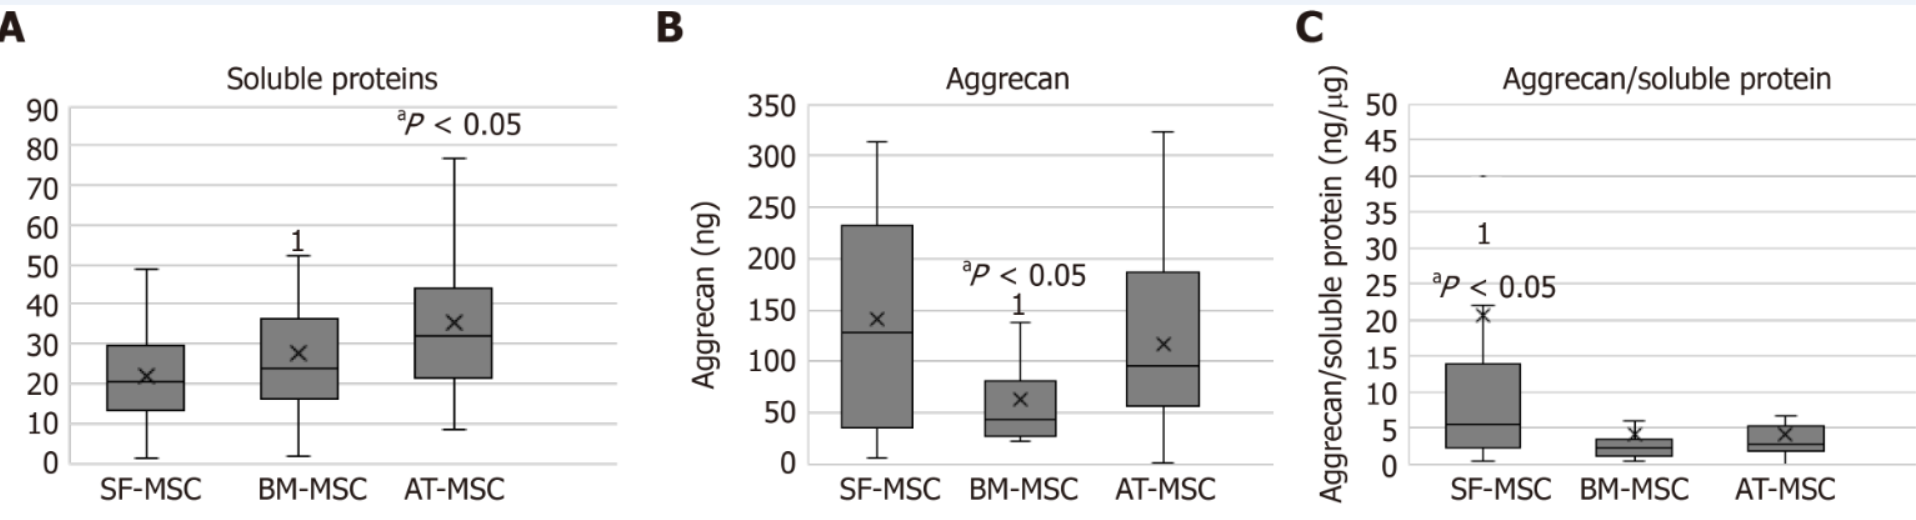 A
Soluble proteins
90
80
70
60
50
40
30
20
10
0
ᵃP < 0.05
1
SF-MSC BM-MSC AT-MSC
B
Aggrecan
Aggrecan (ng)
350
300
250
200
150
100
50
0
ᵃP < 0.05
1
SF-MSC BM-MSC AT-MSC
C
Aggrecan/soluble protein
Aggrecan/soluble protein (ng/μg)
50
45
40
35
30
25
20
15
10
5
0
1
ᵃP < 0.05
SF-MSC BM-MSC AT-MSC